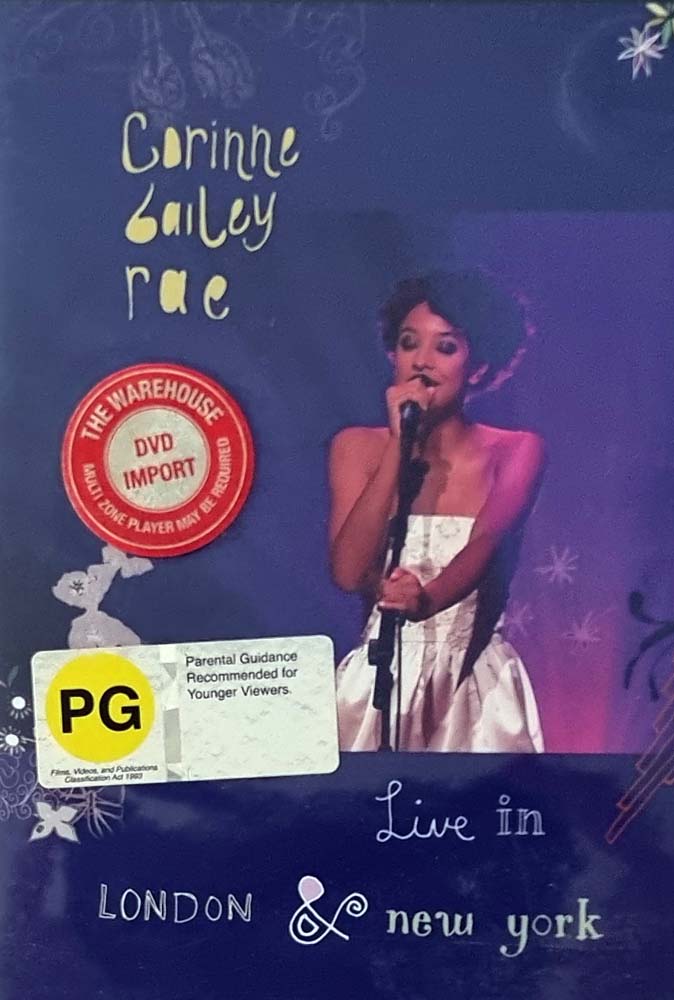 Corinne
bailey
rae
THE WAREHOUSE
DVD
IMPORT
MULTI ZONE PLAYER MAY BE REQUIRED
PG
Films, Videos, and Publications
Classification Act 1993
Parental Guidance
Recommended for
Younger Viewers.
Live in
LONDON & new york